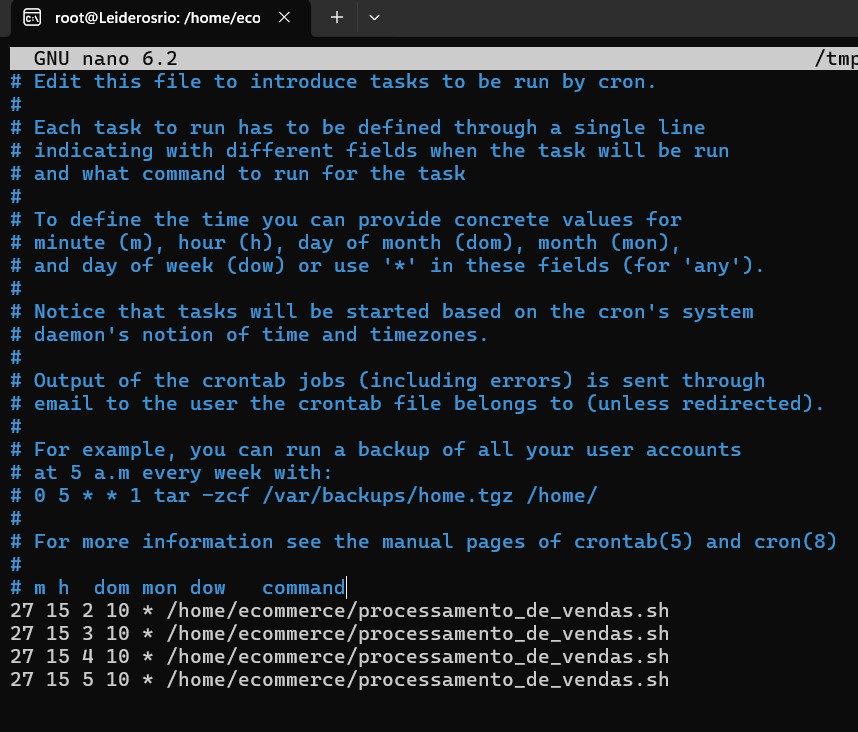 root@Leiderosrio: /home/eco
GNU nano 6.2 /tmp
# Edit this file to introduce tasks to be run by cron.
#
# Each task to run has to be defined through a single line
# indicating with different fields when the task will be run
# and what command to run for the task
#
# To define the time you can provide concrete values for
# minute (m), hour (h), day of month (dom), month (mon),
# and day of week (dow) or use '*' in these fields (for 'any').
#
# Notice that tasks will be started based on the cron's system
# daemon's notion of time and timezones.
#
# Output of the crontab jobs (including errors) is sent through
# email to the user the crontab file belongs to (unless redirected).
#
# For example, you can run a backup of all your user accounts
# at 5 a.m every week with:
# 0 5 * * 1 tar -zcf /var/backups/home.tgz /home/
#
# For more information see the manual pages of crontab(5) and cron(8)
#
# m h  dom mon dow   command
27 15 2 10 * /home/ecommerce/processamento_de_vendas.sh
27 15 3 10 * /home/ecommerce/processamento_de_vendas.sh
27 15 4 10 * /home/ecommerce/processamento_de_vendas.sh
27 15 5 10 * /home/ecommerce/processamento_de_vendas.sh